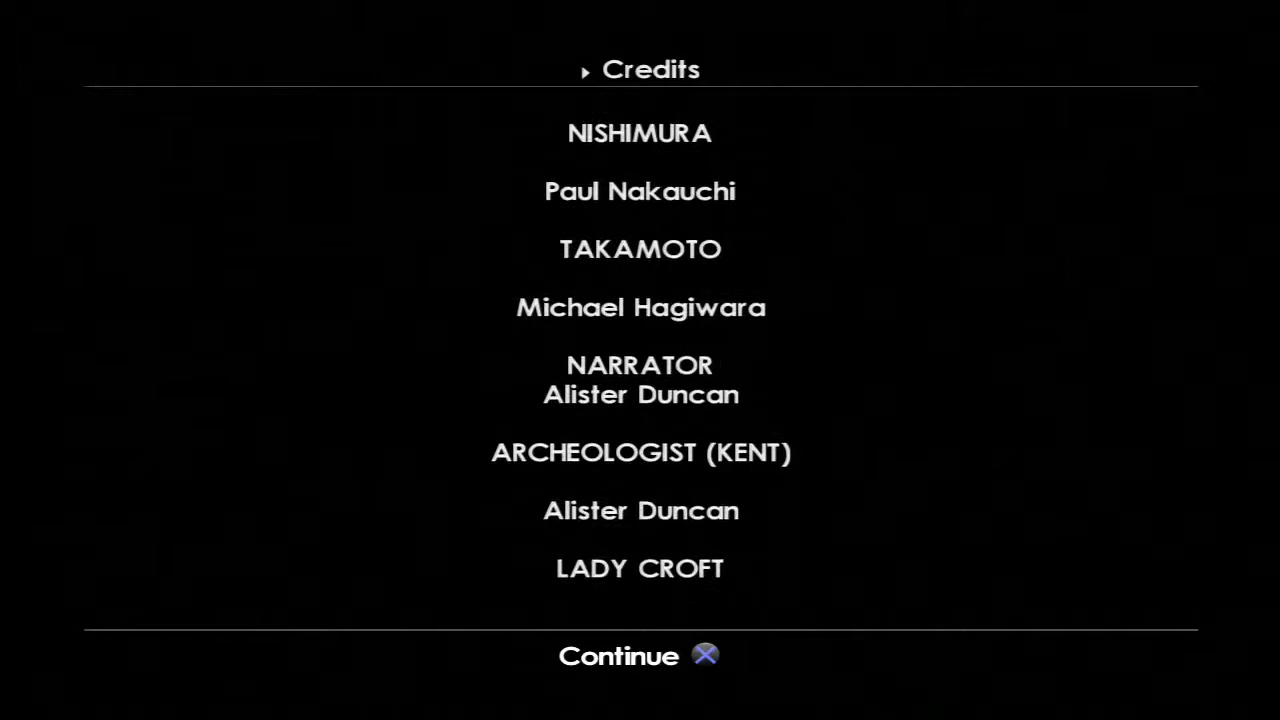 Credits
NISHIMURA
Paul Nakauchi
TAKAMOTO
Michael Hagiwara
NARRATOR
Alister Duncan
ARCHEOLOGIST (KENT)
Alister Duncan
LADY CROFT
Continue